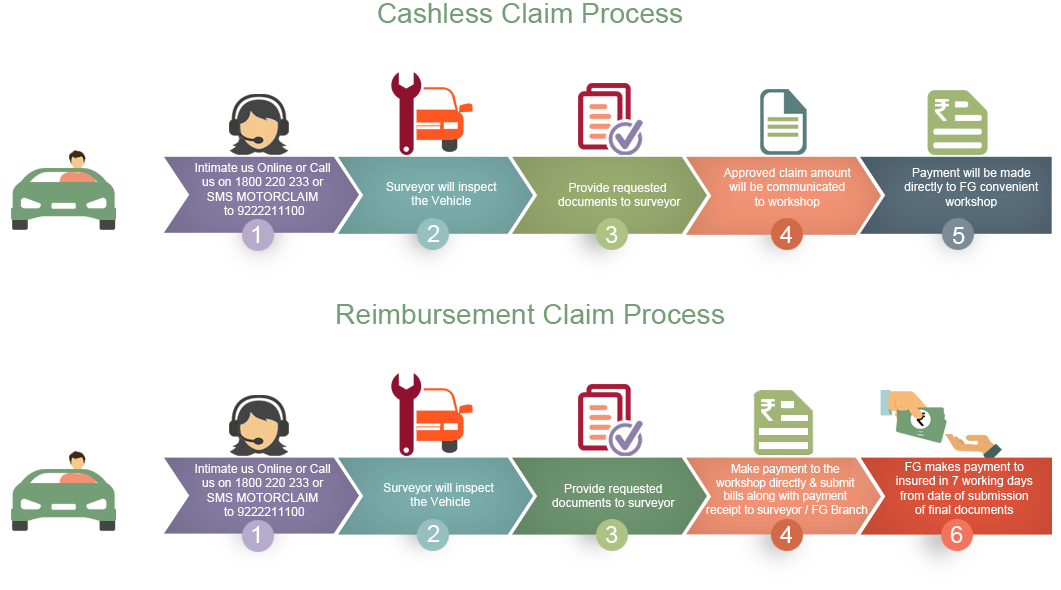 Cashless Claim Process
Intimate us Online or Call
us on 1800 220 233 or
SMS MOTORCLAIM
to 9222211100
1
Surveyor will inspect
the Vehicle
2
Provide requested
documents to surveyor
3
Approved claim amount
will be communicated
to workshop
4
₹
Payment will be made
directly to FG convenient
workshop
5
Reimbursement Claim Process
Intimate us Online or Call
us on 1800 220 233 or
SMS MOTORCLAIM
to 9222211100
1
Surveyor will inspect
the Vehicle
2
Provide requested
documents to surveyor
3
₹
Make payment to the
workshop directly & submit
bills along with payment
receipt to surveyor / FG Branch
4
₹
FG makes payment to
insured in 7 working days
from date of submission
of final documents
6